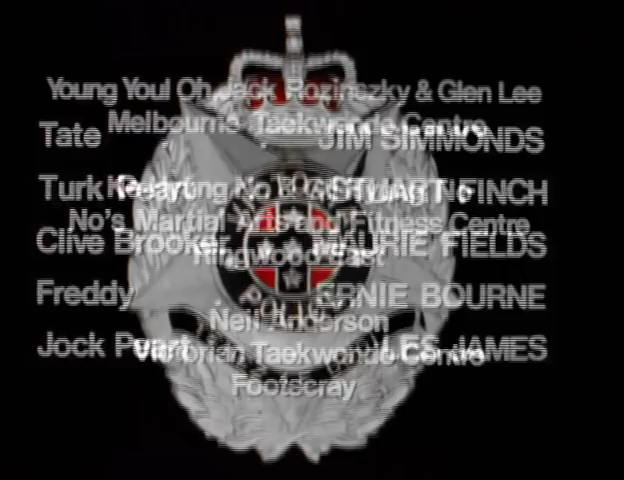 Young Youl Oh, Jack Rozinszky & Glen Lee
Melbourne Taekwondo Centre
Tate JIM SIMMONDS
Turk STUART FINCH
No's Martial Arts and Fitness Centre
Clive Brooker MAURIE FIELDS
Ringwood East
Freddy ERNIE BOURNE
Neil Anderson
Jock LES JAMES
Victorian Taekwondo Centre
Footscray